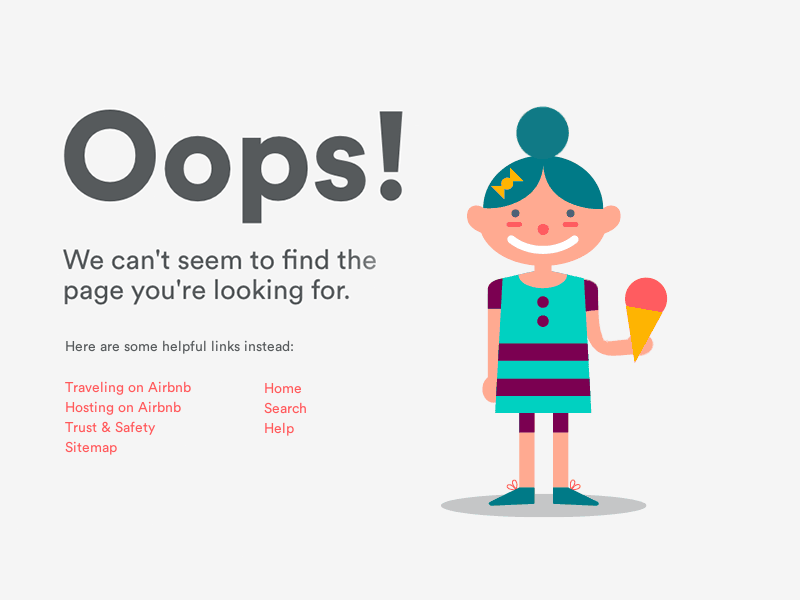 Oops!
We can't seem to find the
page you're looking for.
Here are some helpful links instead:
Traveling on Airbnb
Hosting on Airbnb
Trust & Safety
Sitemap
Home
Search
Help